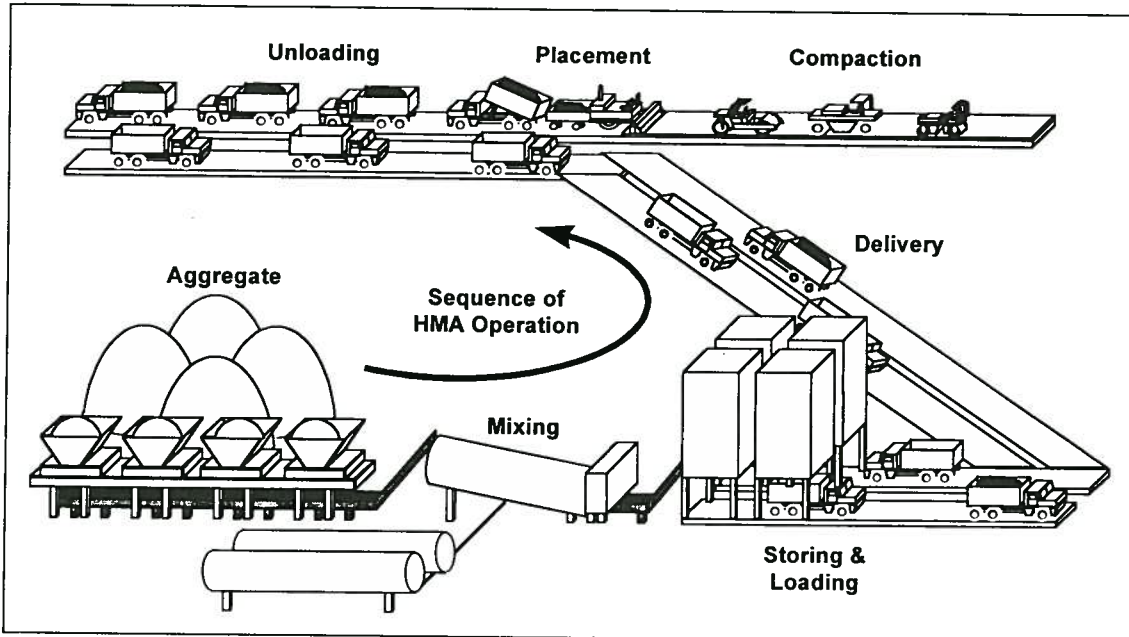 Unloading
Placement
Compaction
Delivery
Aggregate
Sequence of
HMA Operation
Mixing
Storing &
Loading